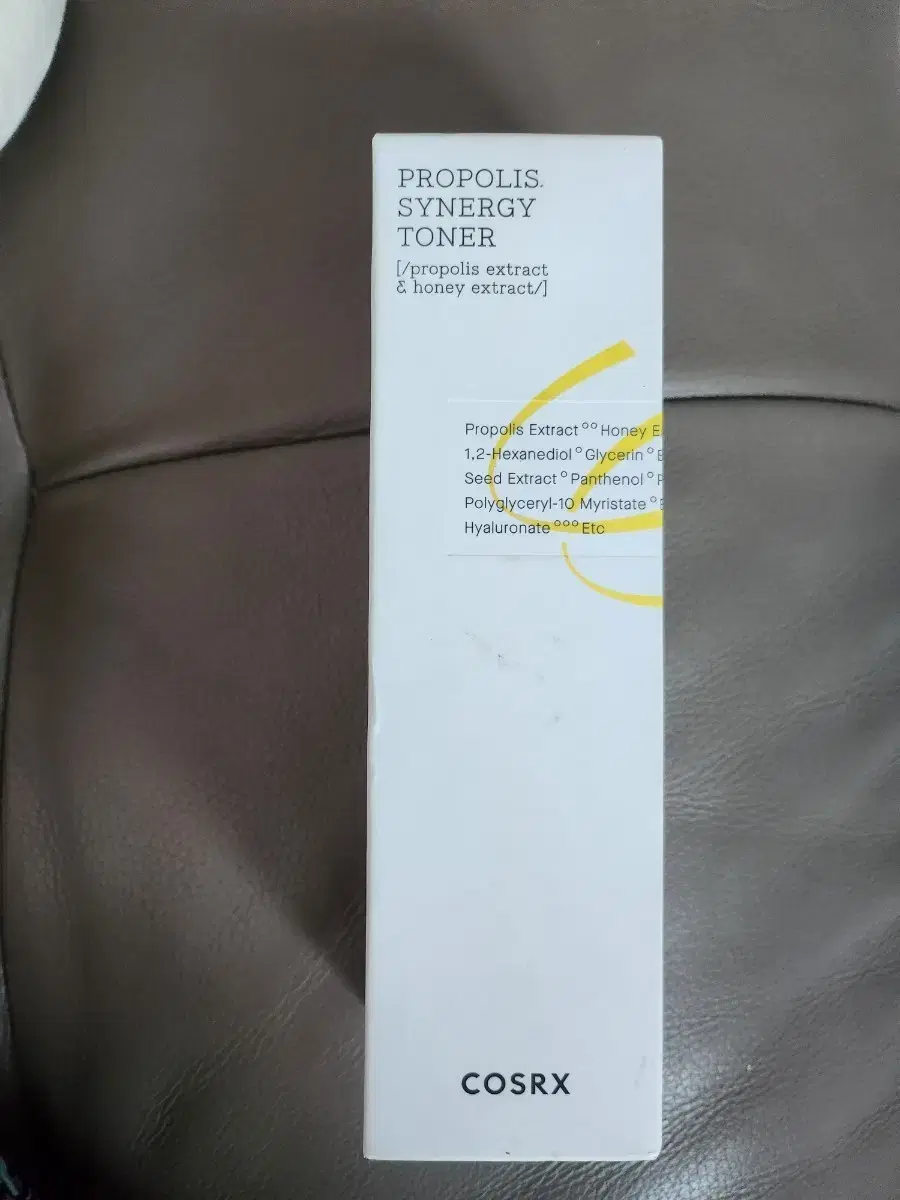 PROPOLIS
SYNERGY
TONER
[/propolis extract
& honey extract/]
Propolis Extract °° Honey E
1,2-Hexanediol ° Glycerin °
Seed Extract ° Panthenol °
Polyglyceryl-10 Myristate °
Hyaluronate °°° Etc
COSRX